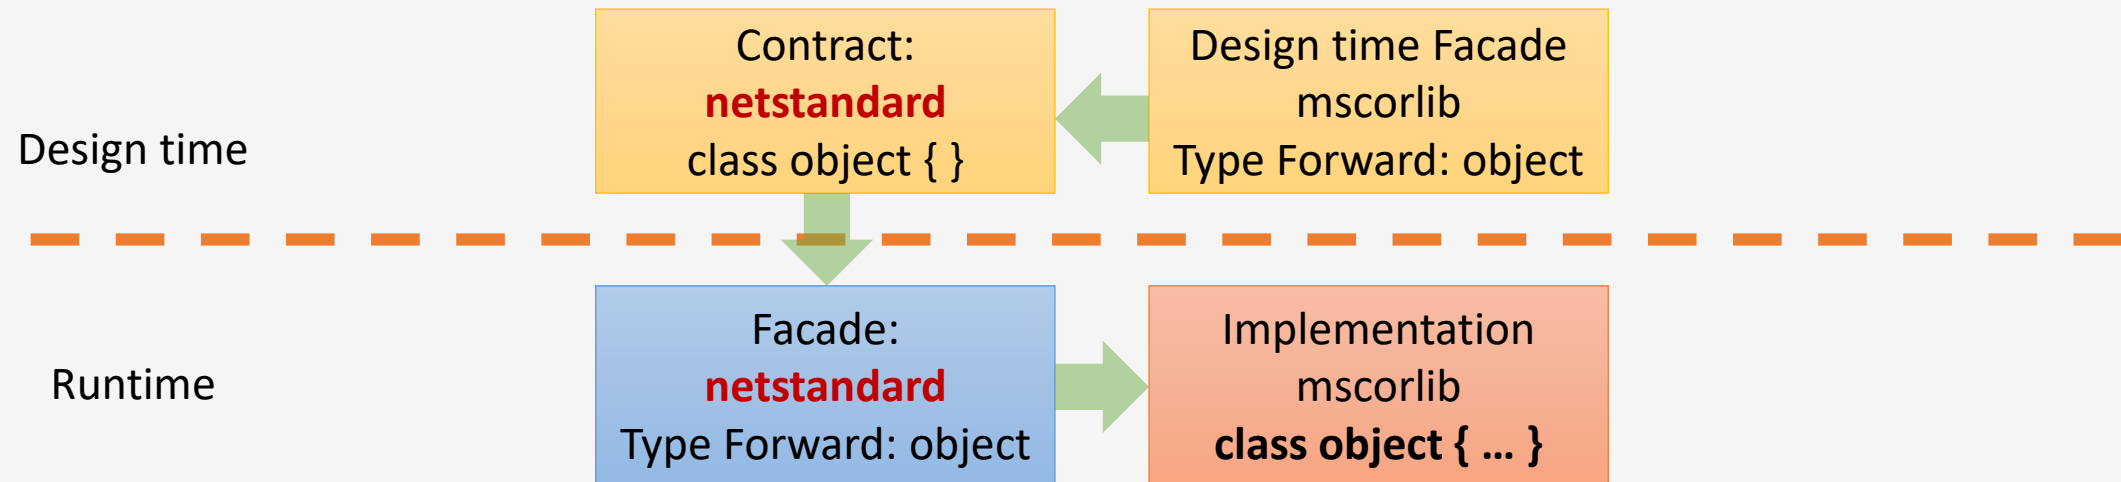 Design time
Contract:
netstandard
class object { }
Design time Facade
mscorlib
Type Forward: object
Runtime
Facade:
netstandard
Type Forward: object
Implementation
mscorlib
class object { … }